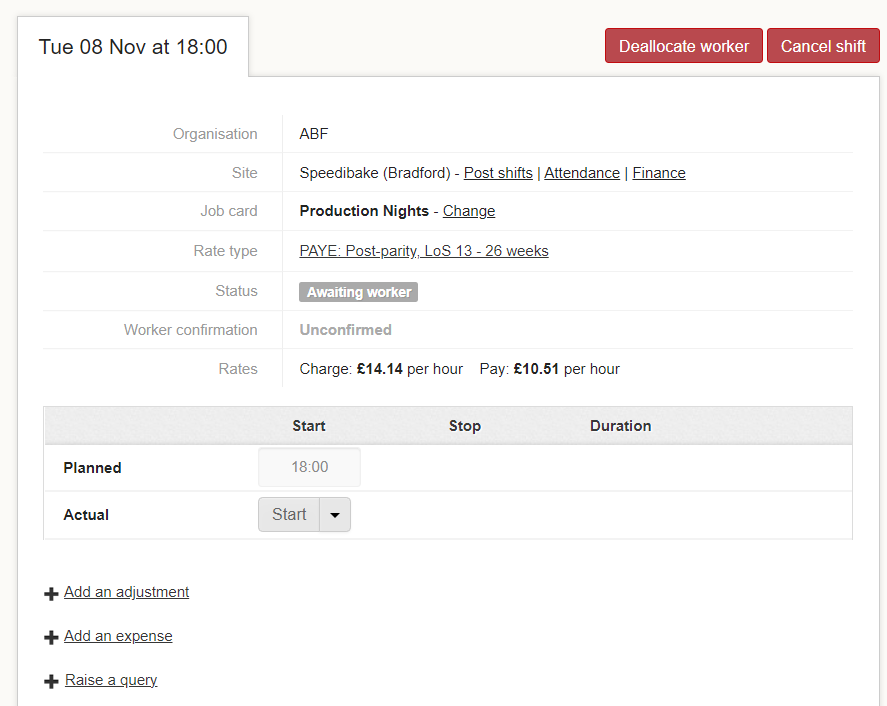 Tue 08 Nov at 18:00
Deallocate worker
Cancel shift
Organisation ABF
Site Speedibake (Bradford) - Post shifts | Attendance | Finance
Job card Production Nights - Change
Rate type PAYE: Post-parity, LoS 13 - 26 weeks
Status Awaiting worker
Worker confirmation Unconfirmed
Rates Charge: £14.14 per hour Pay: £10.51 per hour
Start Stop Duration
Planned 18:00
Actual Start
Add an adjustment
Add an expense
Raise a query